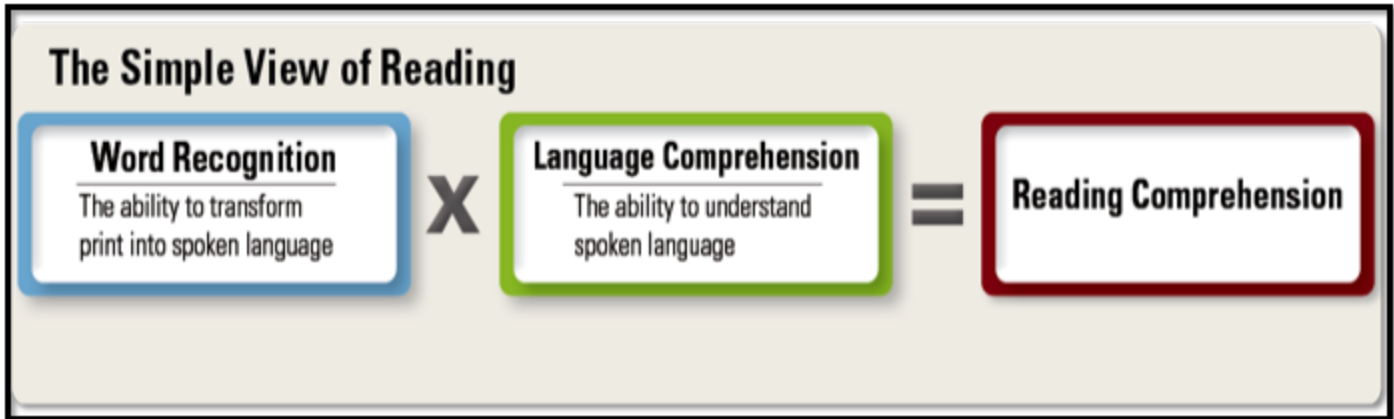 The Simple View of Reading
Word Recognition
The ability to transform
print into spoken language
x
Language Comprehension
The ability to understand
spoken language
=
Reading Comprehension